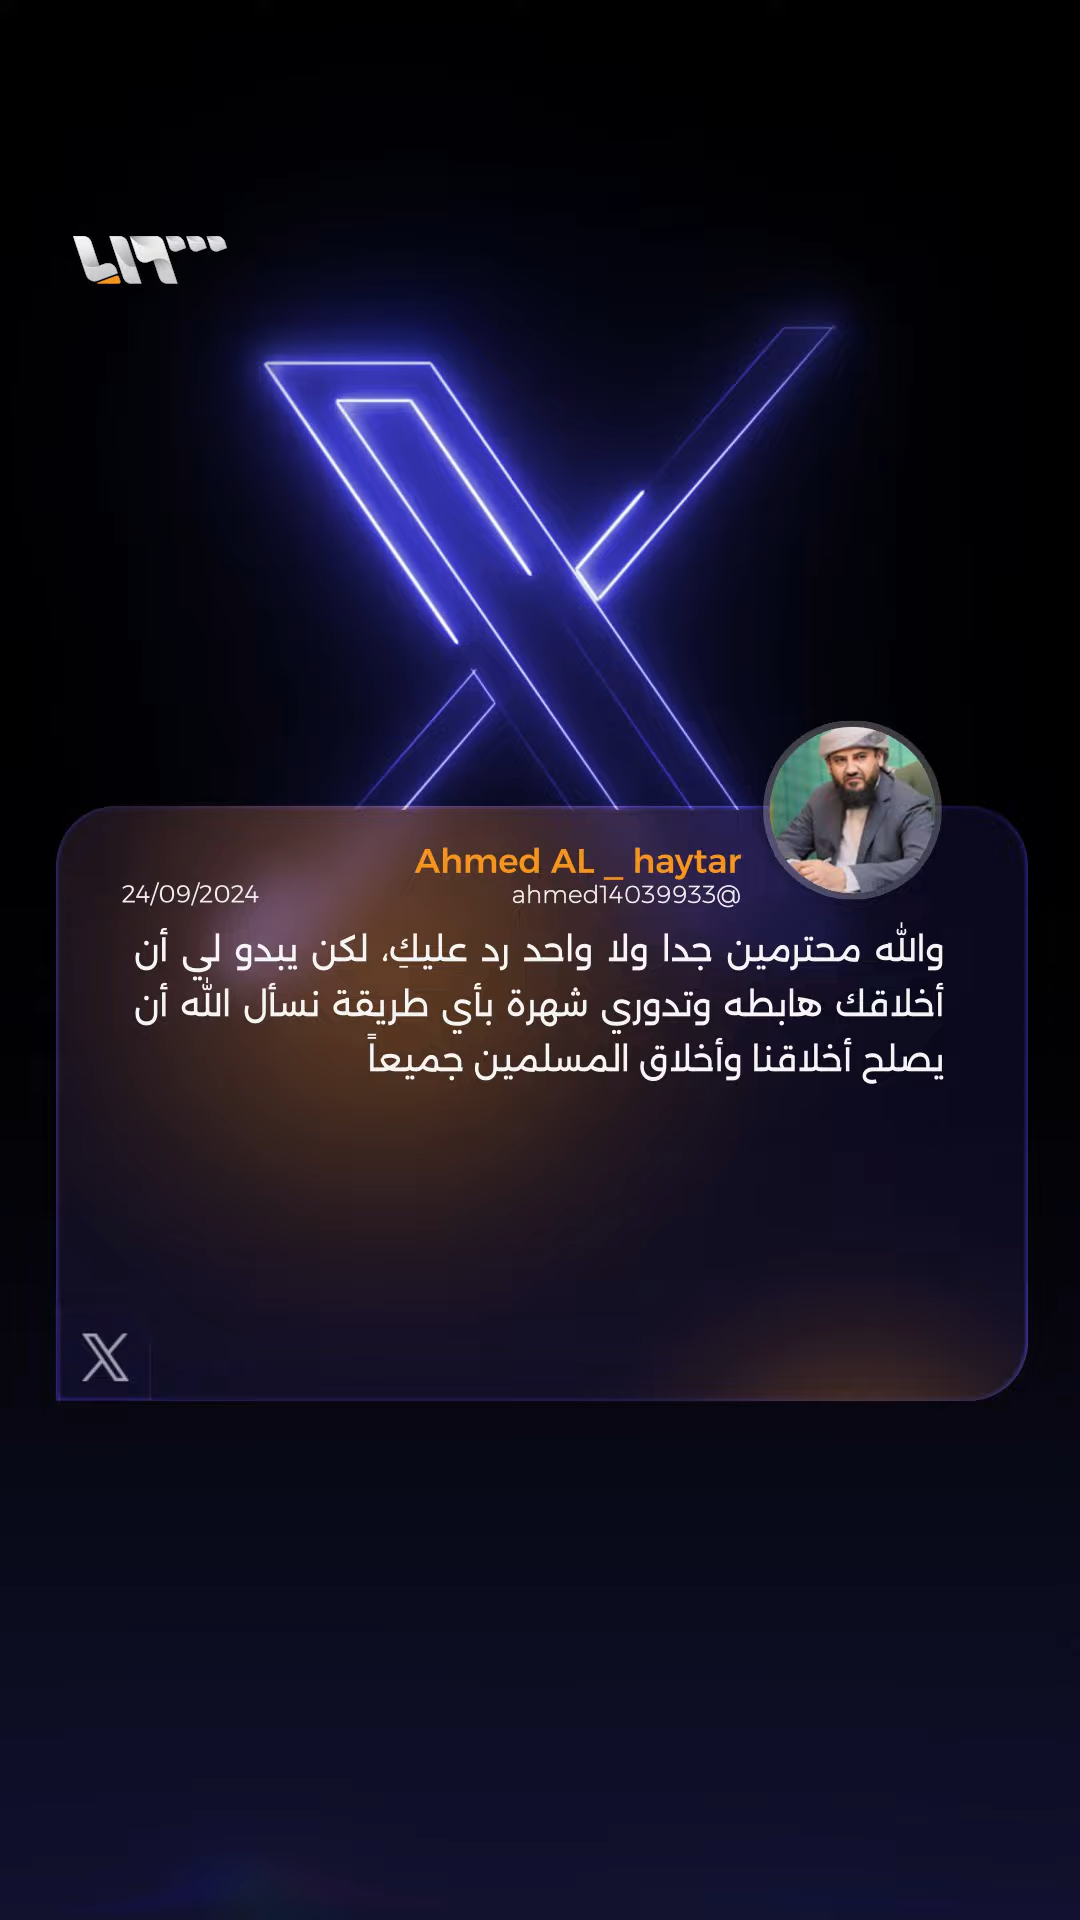 Ahmed AL _ haytar
ahmed14039933@
24/09/2024
والله محترمين جدا ولا واحد رد عليكِ، لكن يبدو لي أن
أخلاقك هابطه وتدوري شهرة بأي طريقة نسأل الله أن
يصلح أخلاقنا وأخلاق المسلمين جميعاً